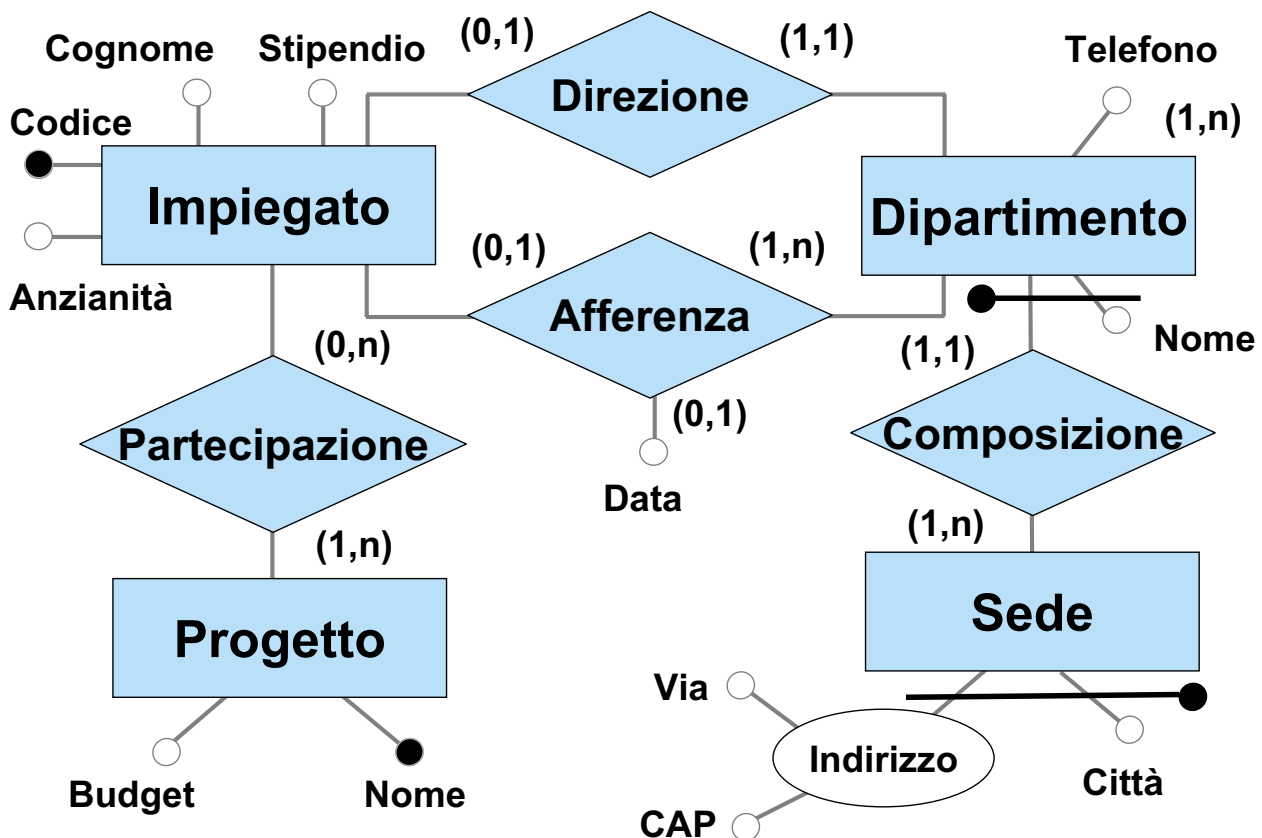 Cognome
Stipendio
(0,1)
(1,1)
Telefono
Codice
Direzione
(1,n)
Impiegato
Dipartimento
Anzianità
(0,1)
(1,n)
Afferenza
(0,n)
(1,1)
Nome
(0,1)
Partecipazione
Composizione
Data
(1,n)
(1,n)
Progetto
Sede
Via
Indirizzo
Budget
Nome
Città
CAP